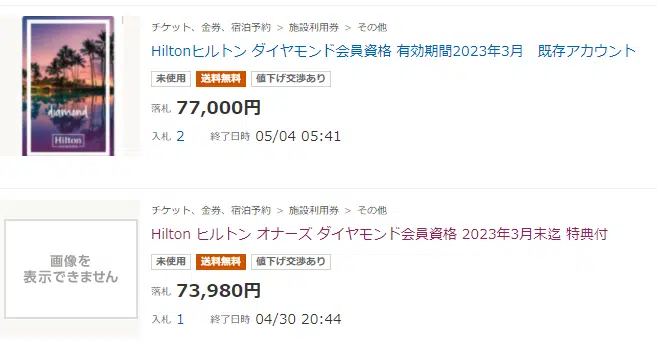 チケット、金券、宿泊予約 > 施設利用券 > その他
Hiltonヒルトン ダイヤモンド会員資格 有効期間2023年3月 既存アカウント
未使用 送料無料 値下げ交渉あり
落札 77,000円
入札 2 終了日時 05/04 05:41
diamond
Hilton
チケット、金券、宿泊予約 > 施設利用券 > その他
Hilton ヒルトン オナーズ ダイヤモンド会員資格 2023年3月末迄 特典付
未使用 送料無料 値下げ交渉あり
落札 73,980円
入札 1 終了日時 04/30 20:44
画像を
表示できません